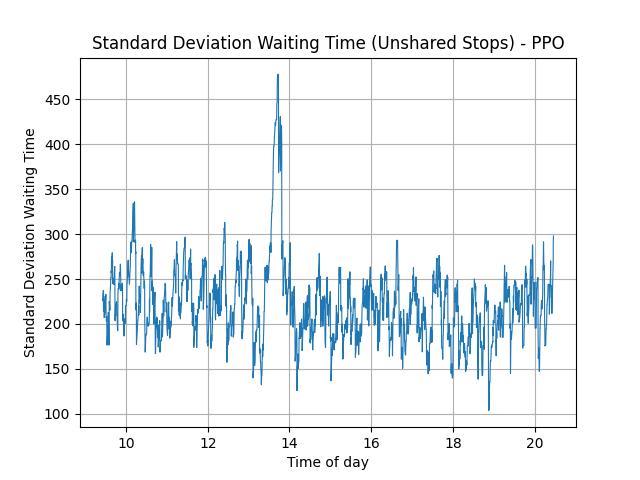 Standard Deviation Waiting Time (Unshared Stops) - PPO
Standard Deviation Waiting Time
450
400
350
300
250
200
150
100
10 12 14 16 18 20
Time of day